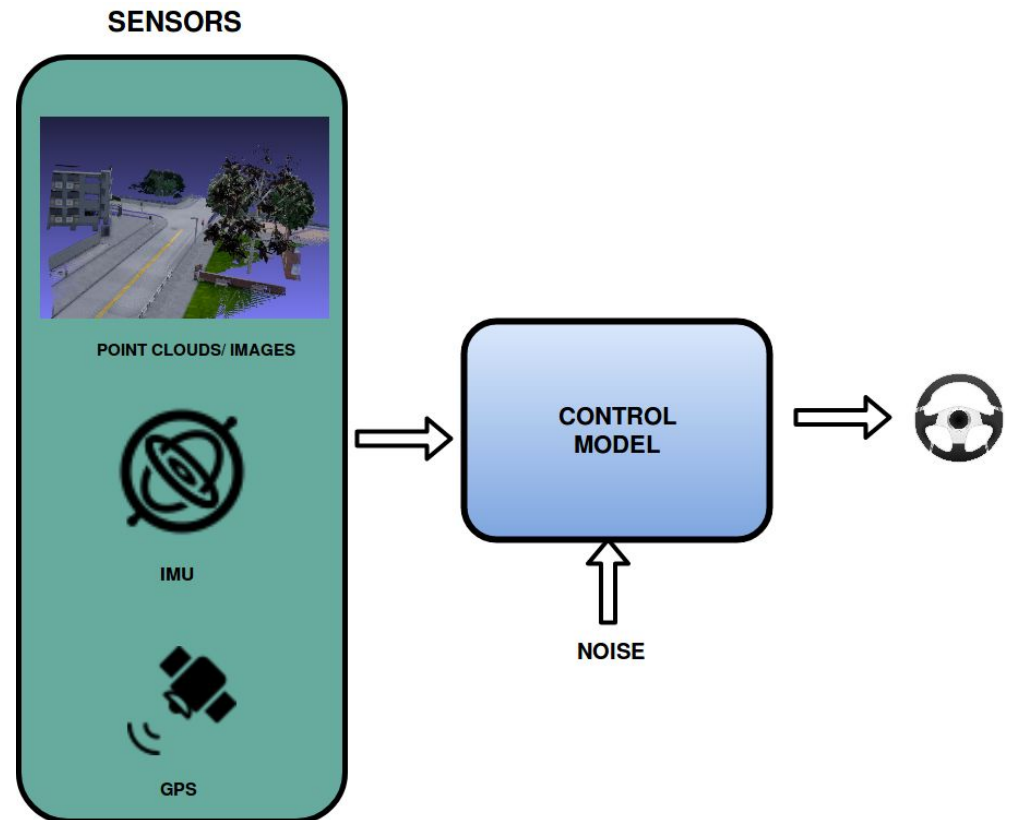 SENSORS
POINT CLOUDS/ IMAGES
IMU
GPS
CONTROL
MODEL
NOISE